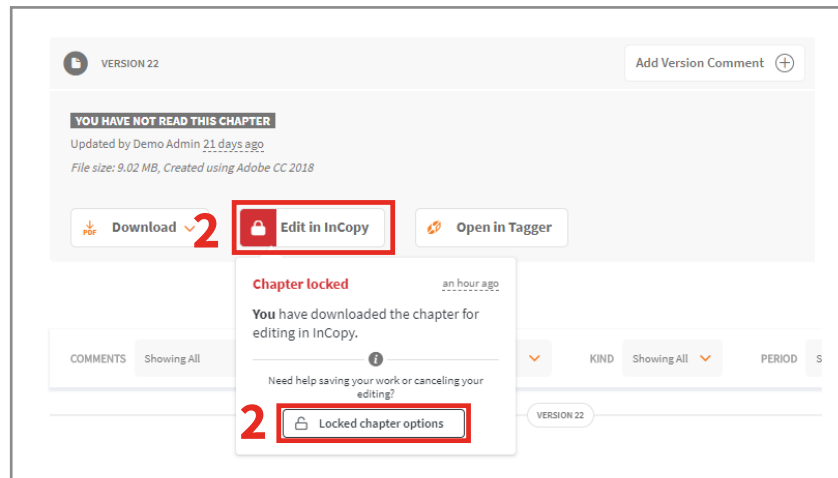 VERSION 22
Add Version Comment
YOU HAVE NOT READ THIS CHAPTER
Updated by Demo Admin 21 days ago
File size: 9.02 MB, Created using Adobe CC 2018
PDF Download 2 Edit in InCopy Open in Tagger
Chapter locked an hour ago
You have downloaded the chapter for
editing in InCopy.
COMMENTS Showing All KIND Showing All PERIOD S
i
Need help saving your work or canceling your
editing?
2 Locked chapter options
VERSION 22